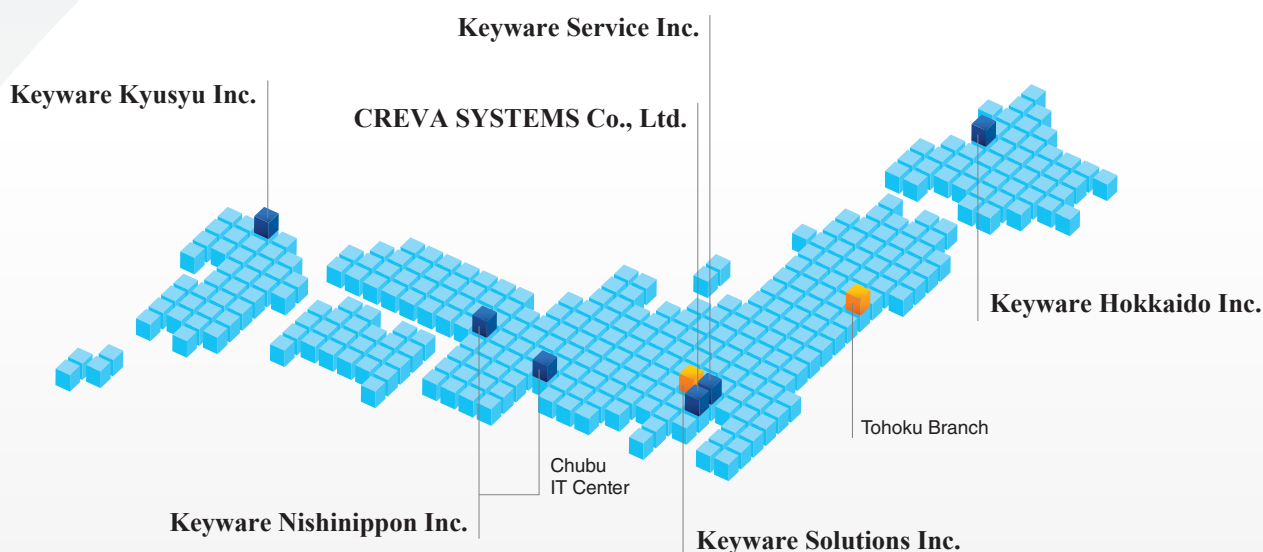 Keyware Service Inc.
Keyware Kyusyu Inc.
CREVA SYSTEMS Co., Ltd.
Keyware Hokkaido Inc.
Tohoku Branch
Chubu
IT Center
Keyware Nishinippon Inc.
Keyware Solutions Inc.